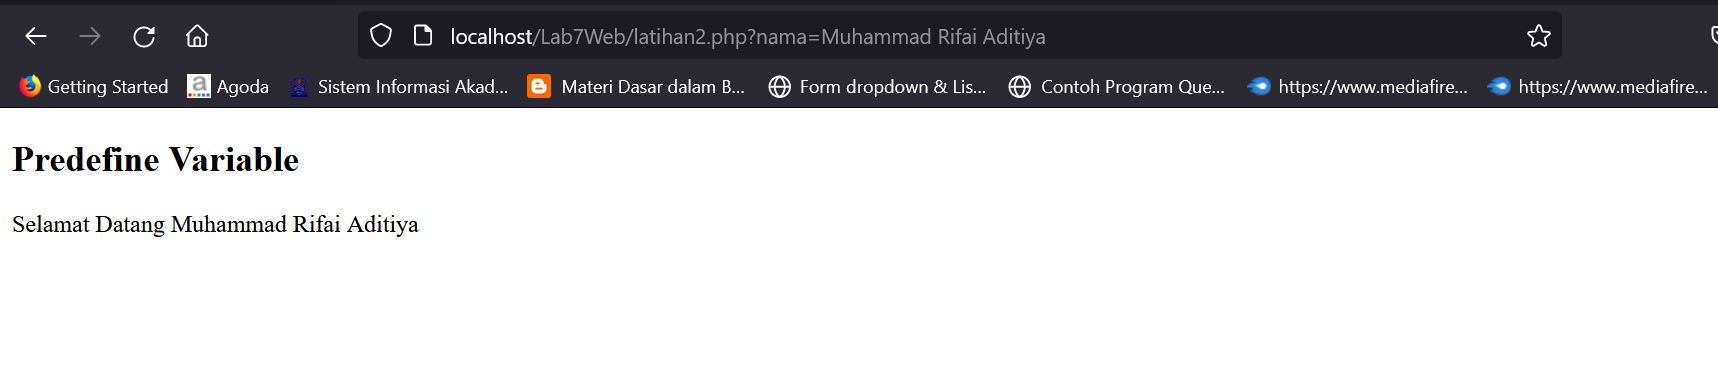 localhost/Lab7Web/latihan2.php?nama=Muhammad Rifai Aditiya
Getting Started a Agoda Sistem Informasi Akad... Materi Dasar dalam B... Form dropdown & Lis... Contoh Program Que... https://www.mediafire... https://www.mediafire...
Predefine Variable
Selamat Datang Muhammad Rifai Aditiya